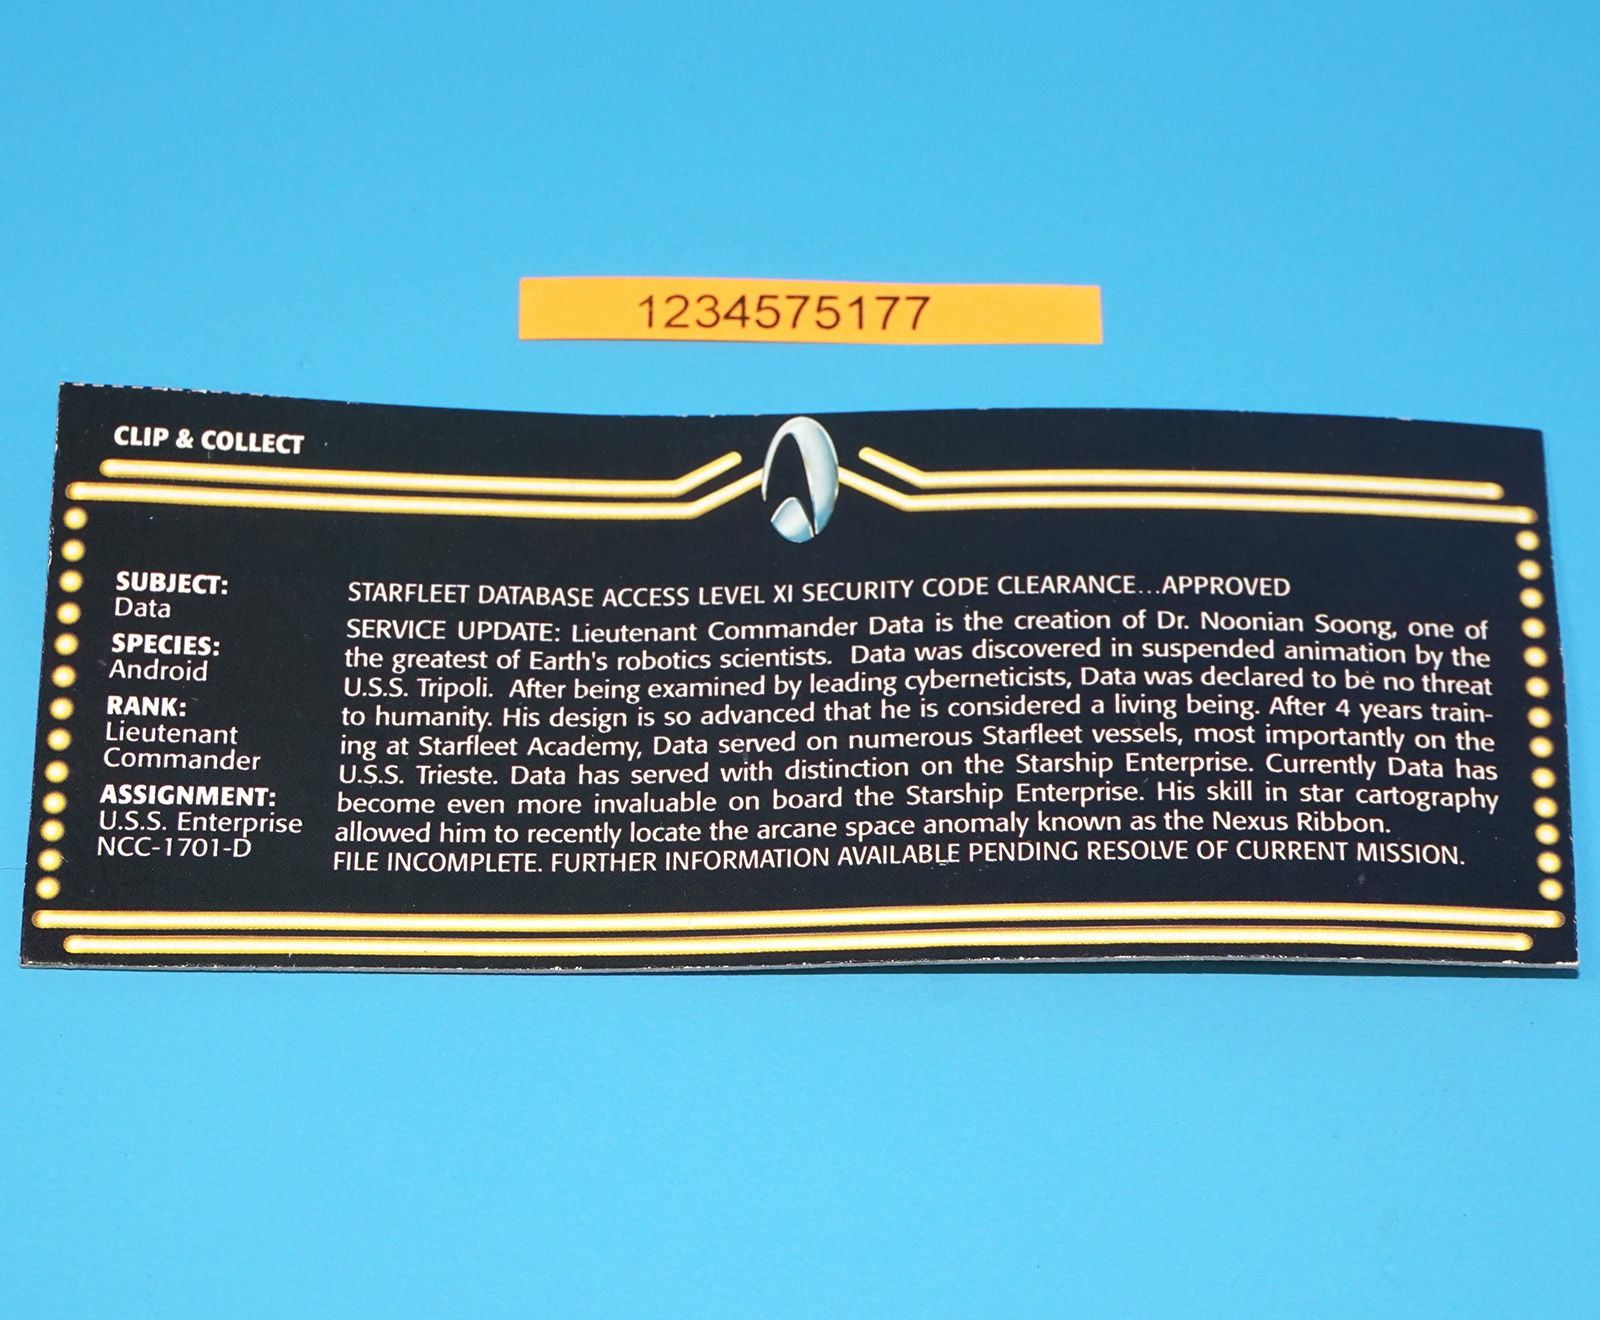 1234575177
CLIP & COLLECT
SUBJECT:
Data
SPECIES:
Android
RANK:
Lieutenant
Commander
ASSIGNMENT:
U.S.S. Enterprise
NCC-1701-D
STARFLEET DATABASE ACCESS LEVEL XI SECURITY CODE CLEARANCE...APPROVED
SERVICE UPDATE: Lieutenant Commander Data is the creation of Dr. Noonian Soong, one of
the greatest of Earth's robotics scientists. Data was discovered in suspended animation by the
U.S.S. Tripoli. After being examined by leading cyberneticists, Data was declared to be no threat
to humanity. His design is so advanced that he is considered a living being. After 4 years train-
ing at Starfleet Academy, Data served on numerous Starfleet vessels, most importantly on the
U.S.S. Trieste. Data has served with distinction on the Starship Enterprise. Currently Data has
become even more invaluable on board the Starship Enterprise. His skill in star cartography
allowed him to recently locate the arcane space anomaly known as the Nexus Ribbon.
FILE INCOMPLETE. FURTHER INFORMATION AVAILABLE PENDING RESOLVE OF CURRENT MISSION.